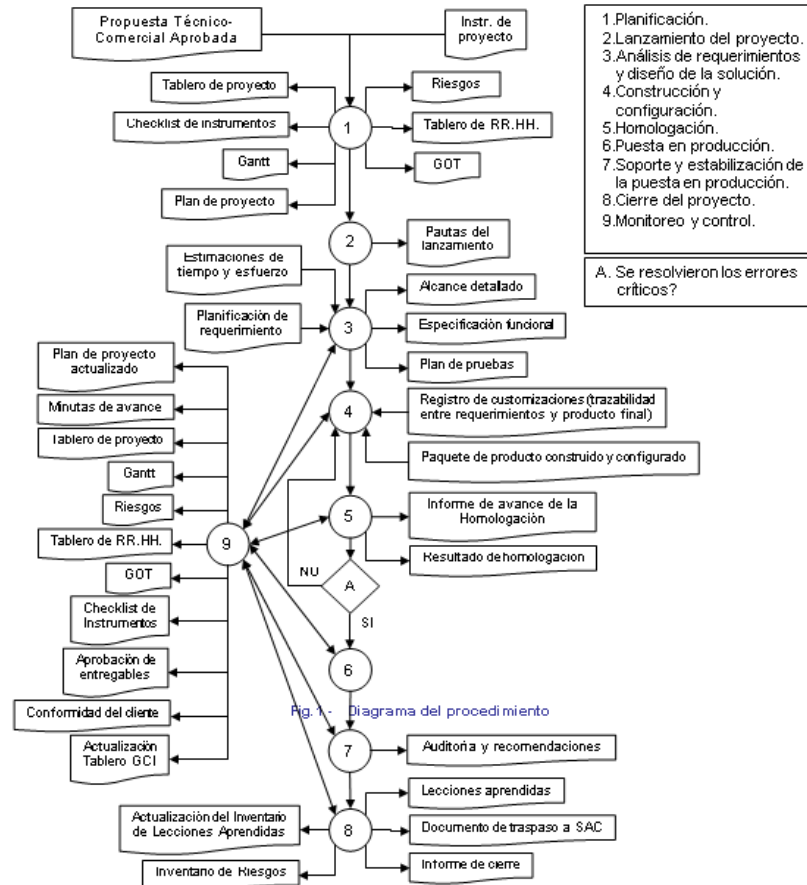 Propuesta Técnico-
Comercial Aprobada
Instr. de
proyecto
1.Planificación.
2.Lanzamiento del proyecto.
3.Análisis de requerimientos
y diseño de la solución.
4.Construcción y
configuración.
5.Homologación.
6.Puesta en producción.
7.Soporte y estabilización de
la puesta en producción.
8.Cierre del proyecto.
9.Monitoreo y control.
A. Se resolvieron los errores
críticos?
Tablero de proyecto
Riesgos
Checklist de instrumentos
1
Tablero de RR.HH.
Gantt
GOT
Plan de proyecto
2
Pautas del
lanzamiento
Estimaciones de
tiempo y esfuerzo
Alcance detallado
Planificación de
requerimiento
3
Especificación funcional
Plan de pruebas
Plan de proyecto
actualizado
Minutas de avance
Tablero de proyecto
Gantt
Riesgos
Tablero de RR.HH.
GOT
Checklist de
Instrumentos
Aprobación de
entregables
Conformidad del cliente
Actualización
Tablero GCI
9
4
Registro de customizaciones (trazabilidad
entre requerimientos y producto final)
Paquete de producto construido y configurado
5
Informe de avance de la
Homologación
Resultado de homologación
NU
A
SI
6
Fig.1 - Diagrama del procedimiento
7
Auditoria y recomendaciones
Lecciones aprendidas
Actualización del Inventario
de Lecciones Aprendidas
8
Documento de traspaso a SAC
Inventario de Riesgos
Informe de cierre